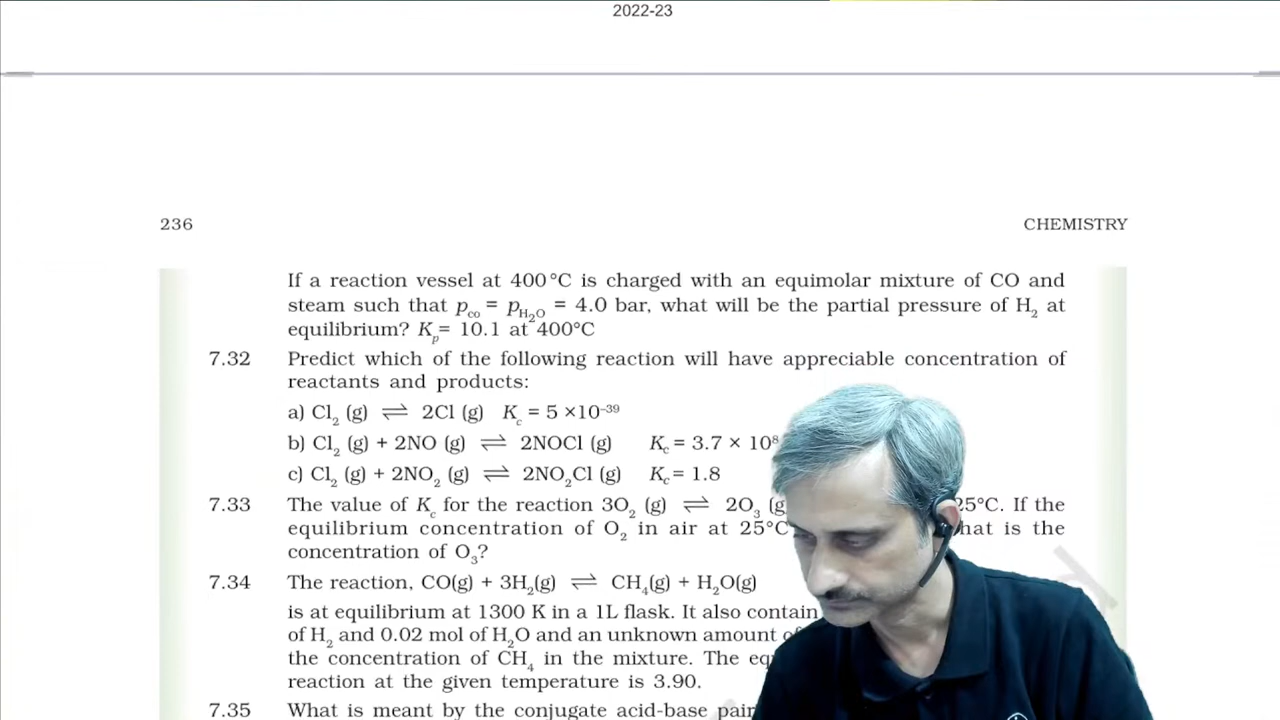 2022-23
236 CHEMISTRY
If a reaction vessel at 400°C is charged with an equimolar mixture of CO and
steam such that p_co = p_H₂O = 4.0 bar, what will be the partial pressure of H₂ at
equilibrium? K_p= 10.1 at 400°C
7.32 Predict which of the following reaction will have appreciable concentration of
reactants and products:
a) Cl₂ (g) ⇌ 2Cl (g) K_c = 5 ×10⁻³⁹
b) Cl₂ (g) + 2NO (g) ⇌ 2NOCl (g) K_c = 3.7 × 10⁸
c) Cl₂ (g) + 2NO₂ (g) ⇌ 2NO₂Cl (g) K_c = 1.8
7.33 The value of K_c for the reaction 3O₂ (g) ⇌ 2O₃ (g 25°C. If the
equilibrium concentration of O₂ in air at 25°C hat is the
concentration of O₃?
7.34 The reaction, CO(g) + 3H₂(g) ⇌ CH₄(g) + H₂O(g)
is at equilibrium at 1300 K in a 1L flask. It also contain
of H₂ and 0.02 mol of H₂O and an unknown amount of
the concentration of CH₄ in the mixture. The eq
reaction at the given temperature is 3.90.
7.35 What is meant by the conjugate acid-base pair